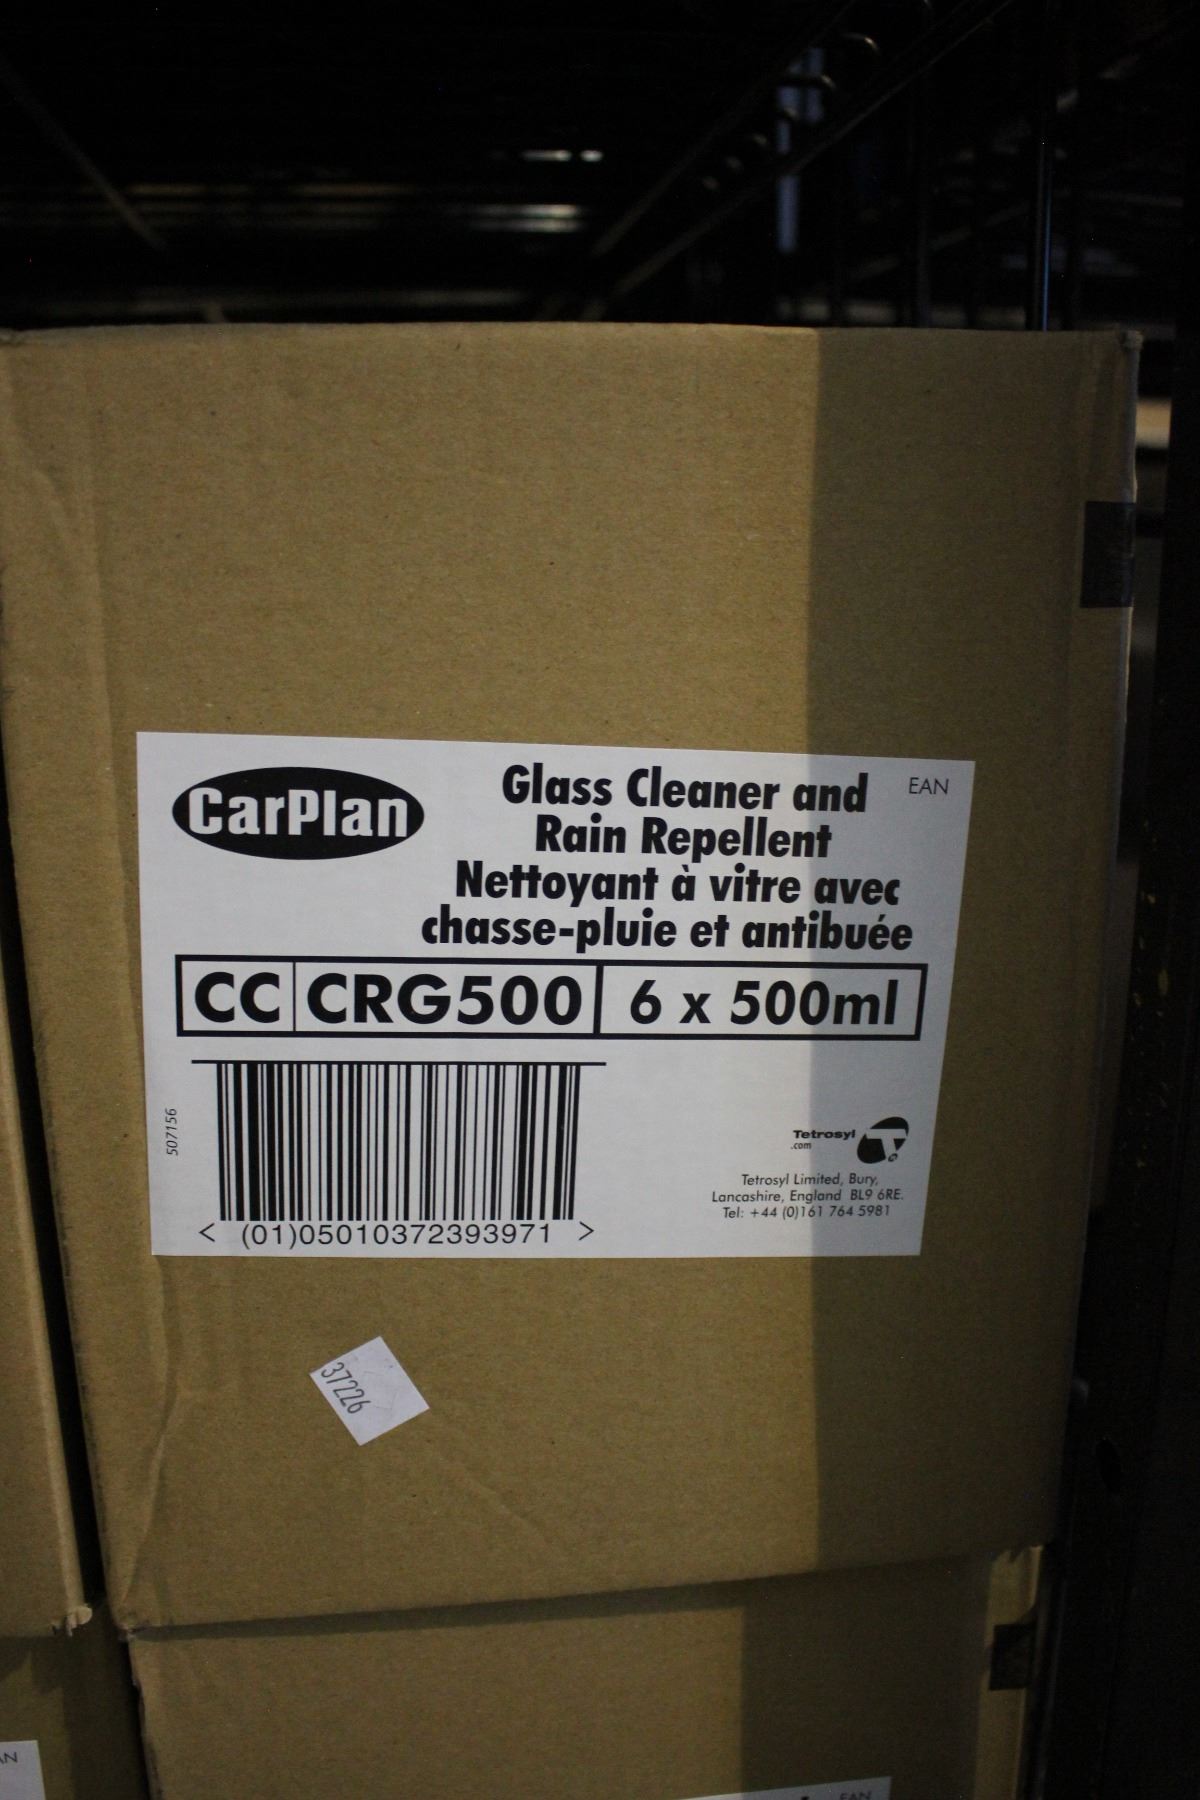 CarPlan
Glass Cleaner and
Rain Repellent
Nettoyant à vitre avec
chasse-pluie et antibuée
EAN
CC CRG500 6 x 500ml
507156
< (01)05010372393971 >
Tetrosyl
.com
Tetrosyl Limited, Bury,
Lancashire, England BL9 6RE.
Tel: +44 (0)161 764 5981
37226
EAN